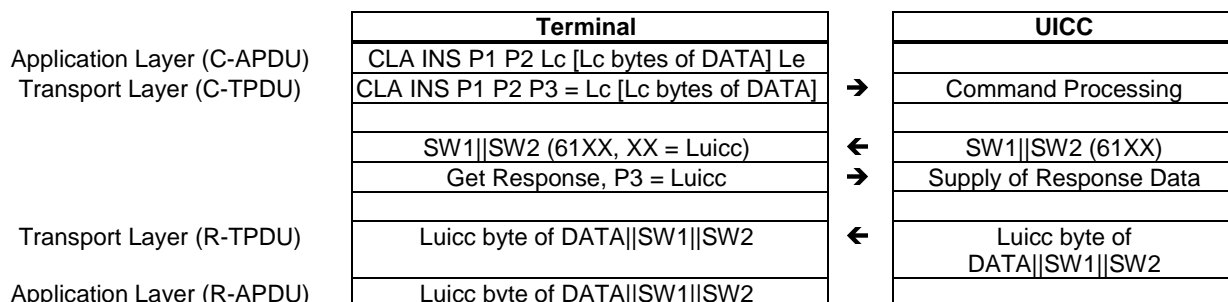 Terminal UICC
Application Layer (C-APDU) CLA INS P1 P2 Lc [Lc bytes of DATA] Le
Transport Layer (C-TPDU) CLA INS P1 P2 P3 = Lc [Lc bytes of DATA] → Command Processing
SW1||SW2 (61XX, XX = Luicc) ← SW1||SW2 (61XX)
Get Response, P3 = Luicc → Supply of Response Data
Transport Layer (R-TPDU) Luicc byte of DATA||SW1||SW2 ← Luicc byte of
DATA||SW1||SW2
Application Layer (R-APDU) Luicc byte of DATA||SW1||SW2